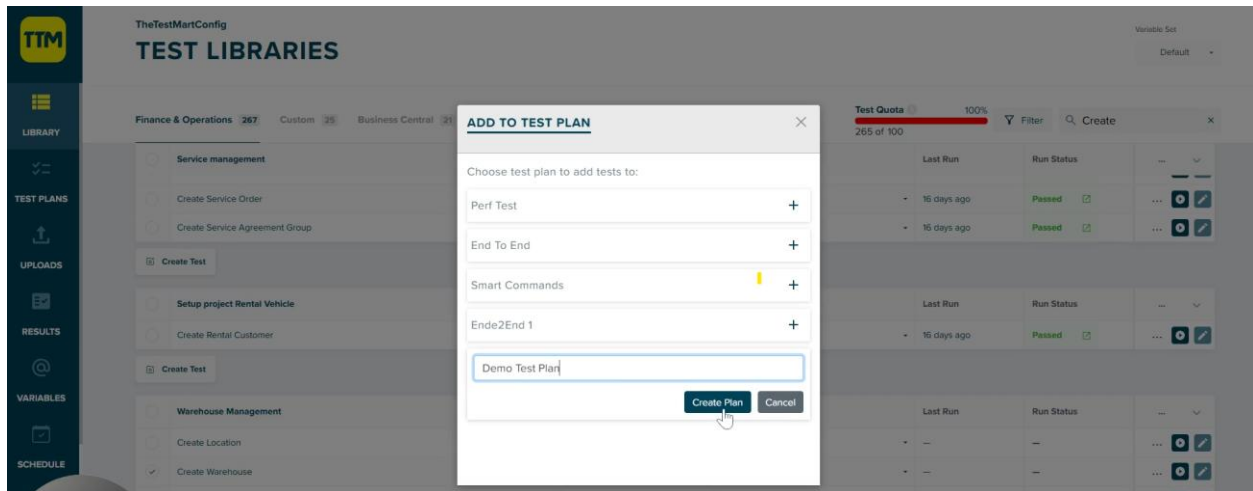 TTM
LIBRARY
TEST PLANS
UPLOADS
RESULTS
VARIABLES
SCHEDULE
TheTestMartConfig
TEST LIBRARIES
Variable Set
Default
Finance & Operations 267 Custom 25 Business Central 21
Test Quota 100%
265 of 100
Filter
Create
Service management Last Run Run Status ...
Create Service Order 16 days ago Passed ...
Create Service Agreement Group 16 days ago Passed ...
Create Test
Setup project Rental Vehicle Last Run Run Status ...
Create Rental Customer 16 days ago Passed ...
Create Test
Warehouse Management Last Run Run Status ...
Create Location — — ...
Create Warehouse — — ...
ADD TO TEST PLAN
Choose test plan to add tests to:
Perf Test
End To End
Smart Commands
Ende2End 1
Demo Test Plan
Create Plan Cancel